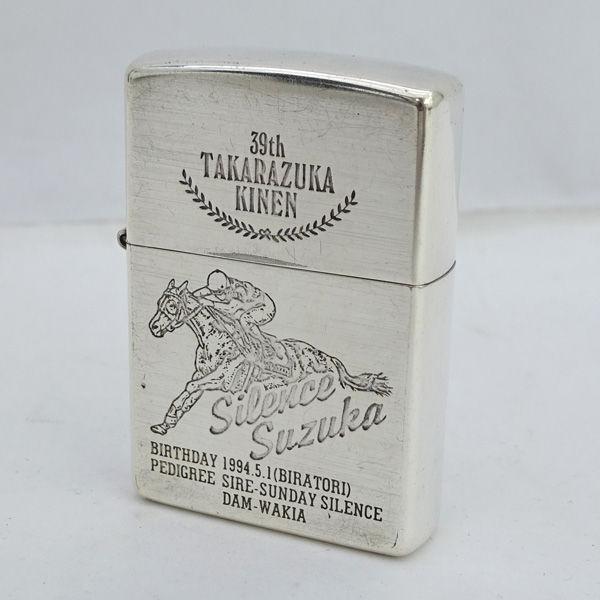 39th
TAKARAZUKA
KINEN
Silence
Suzuka
BIRTHDAY 1994.5.1(BIRATORI)
PEDIGREE SIRE-SUNDAY SILENCE
DAM-WAKIA